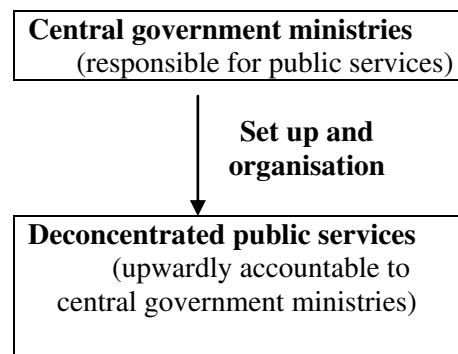 Central government ministries
(responsible for public services)
Set up and
organisation
Deconcentrated public services
(upwardly accountable to
central government ministries)